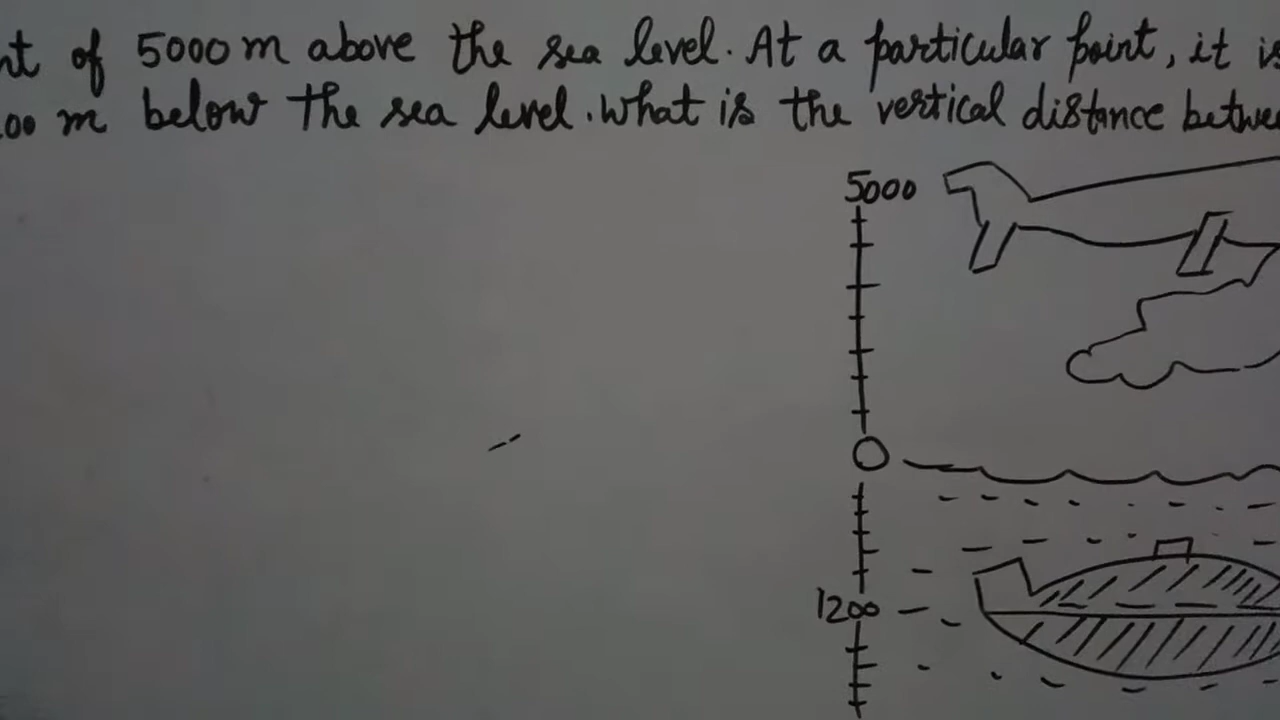 of 5000 m above the sea level. At a particular point, it is
m below the sea level. What is the vertical distance
5000
0
1200